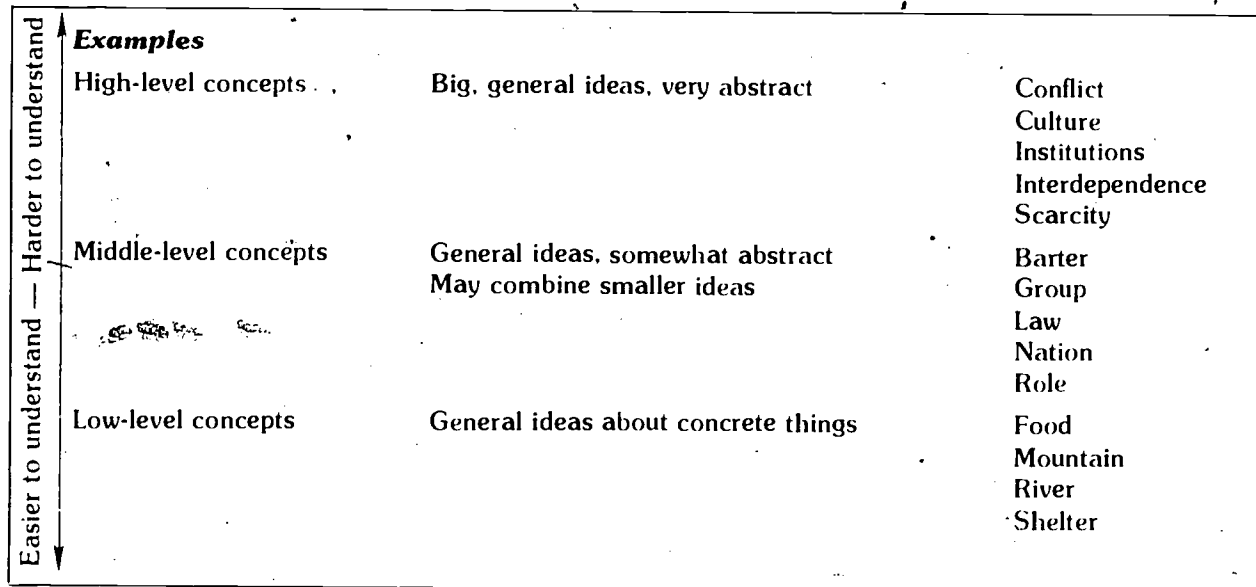 Easier to understand — Harder to understand
Examples
High-level concepts Big, general ideas, very abstract Conflict
Culture
Institutions
Interdependence
Scarcity
Middle-level concepts General ideas, somewhat abstract Barter
May combine smaller ideas Group
Law
Nation
Role
Low-level concepts General ideas about concrete things Food
Mountain
River
Shelter